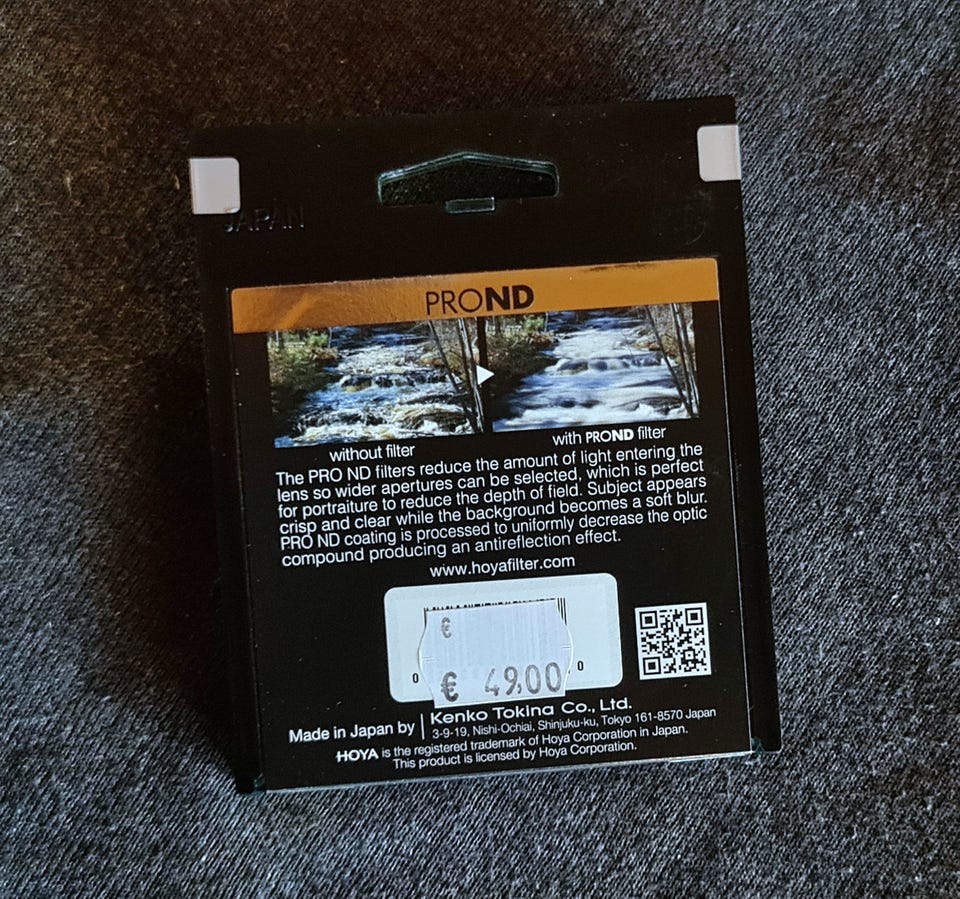 JAPAN
PROND
without filter
with PROND filter
The PRO ND filters reduce the amount of light entering the
lens so wider apertures can be selected, which is perfect
for portraiture to reduce the depth of field. Subject appears
crisp and clear while the background becomes a soft blur.
PRO ND coating is processed to uniformly decrease the optic
compound producing an antireflection effect.
www.hoyafilter.com
€
0 0
€ 49,00
Made in Japan by
Kenko Tokina Co., Ltd.
3-9-19, Nishi-Ochiai, Shinjuku-ku, Tokyo 161-8570 Japan
HOYA is the registered trademark of Hoya Corporation in Japan.
This product is licensed by Hoya Corporation.